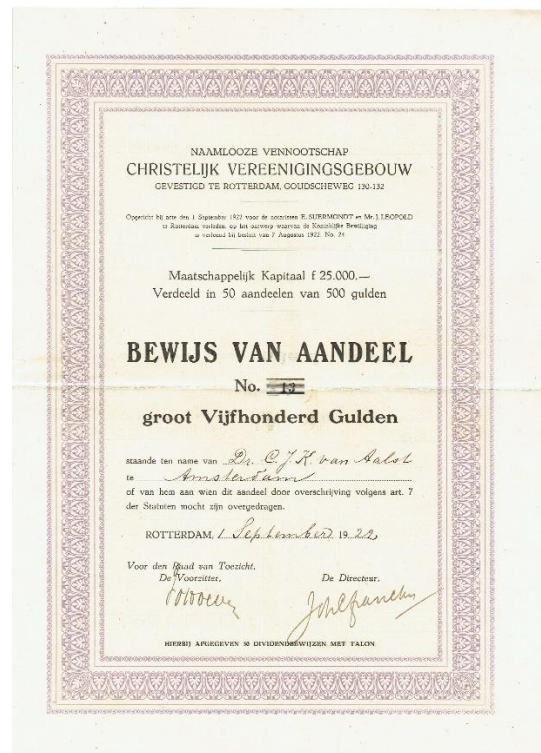 NAAMLOOZE VENNOOTSCHAP
CHRISTELIJK VEREENIGINGSGEBOUW
GEVESTIGD TE ROTTERDAM, GOUDSCHEWEG 130-132
Opgericht bij acte den 1 September 1922 voor de notarissen E. SUERMONDT en Mr. J. LEOPOLD
te Rotterdam verleden, op het ontwerp waarvan de Koninklijke Bewilliging
is verleend bij besluit van 7 Augustus 1922. No. 24
Maatschappelijk Kapitaal f 25.000.—
Verdeeld in 50 aandeelen van 500 gulden
BEWIJS VAN AANDEEL
No. 13
groot Vijfhonderd Gulden
staande ten name van Dr. C. J. K. van Aalst
te Amsterdam
of van hem aan wien dit aandeel door overschrijving volgens art. 7
der Statuten mocht zijn overgedragen.
ROTTERDAM, 1 September 1922
Voor den Raad van Toezicht.
De Voorzitter, De Directeur.
HIERBIJ AFGEGEVEN 30 DIVIDENDBEWIJZEN MET TALON